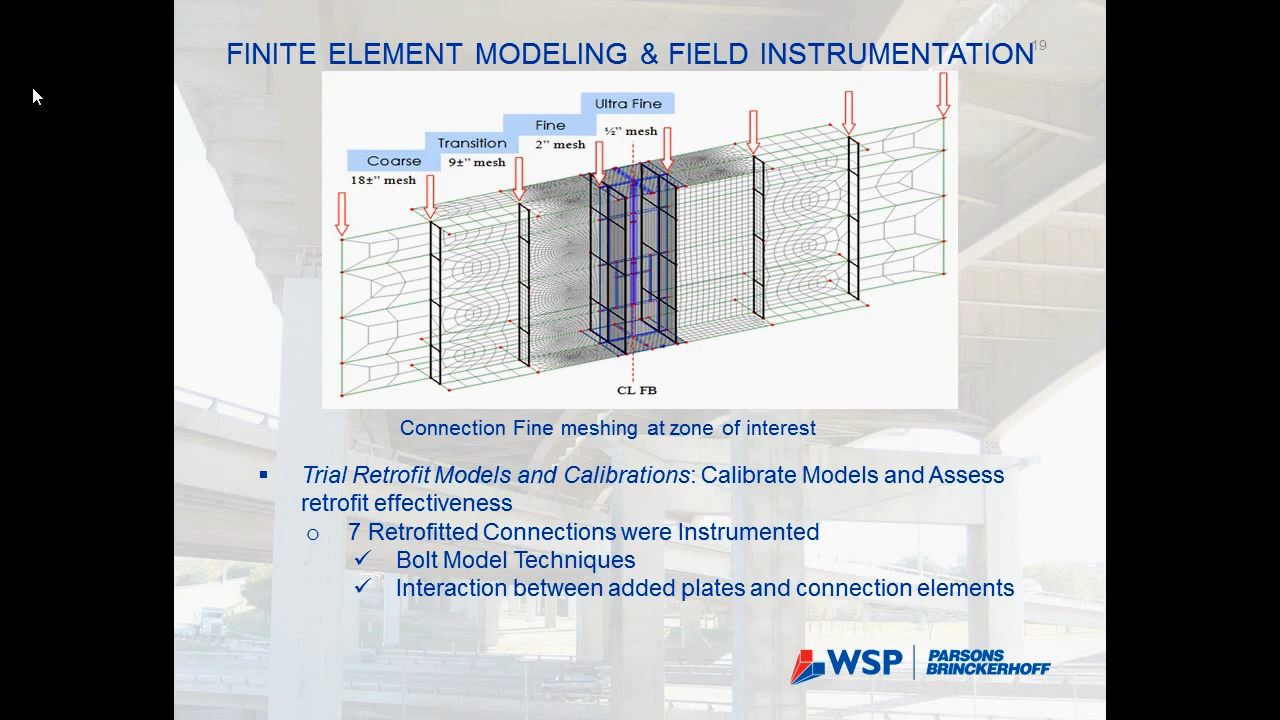 FINITE ELEMENT MODELING & FIELD INSTRUMENTATION
19
Ultra Fine
½” mesh
Fine
2” mesh
Transition
9±” mesh
Coarse
18±” mesh
CL FB
Connection Fine meshing at zone of interest
▪ Trial Retrofit Models and Calibrations: Calibrate Models and Assess
retrofit effectiveness
o 7 Retrofitted Connections were Instrumented
✓ Bolt Model Techniques
✓ Interaction between added plates and connection elements
WSP
PARSONS
BRINCKERHOFF